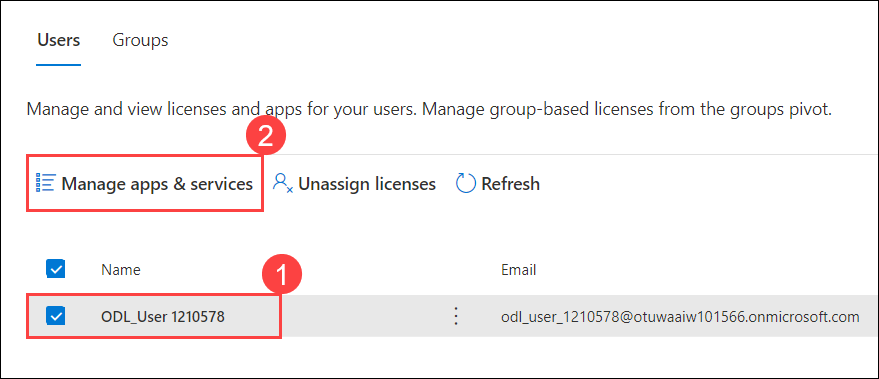 Users Groups
Manage and view licenses and apps for your users. Manage group-based licenses from the groups pivot.
2
Manage apps & services Unassign licenses Refresh
1
Name Email
ODL_User 1210578 odl_user_1210578@otuwaaiw101566.onmicrosoft.com